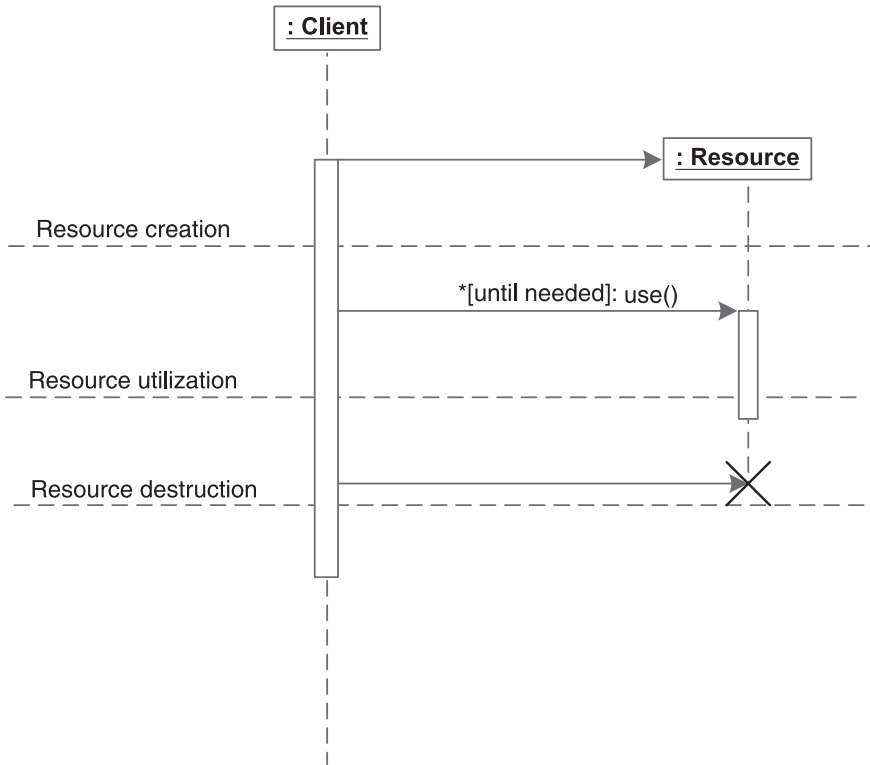 : Client
: Resource
Resource creation
*[until needed]: use()
Resource utilization
Resource destruction